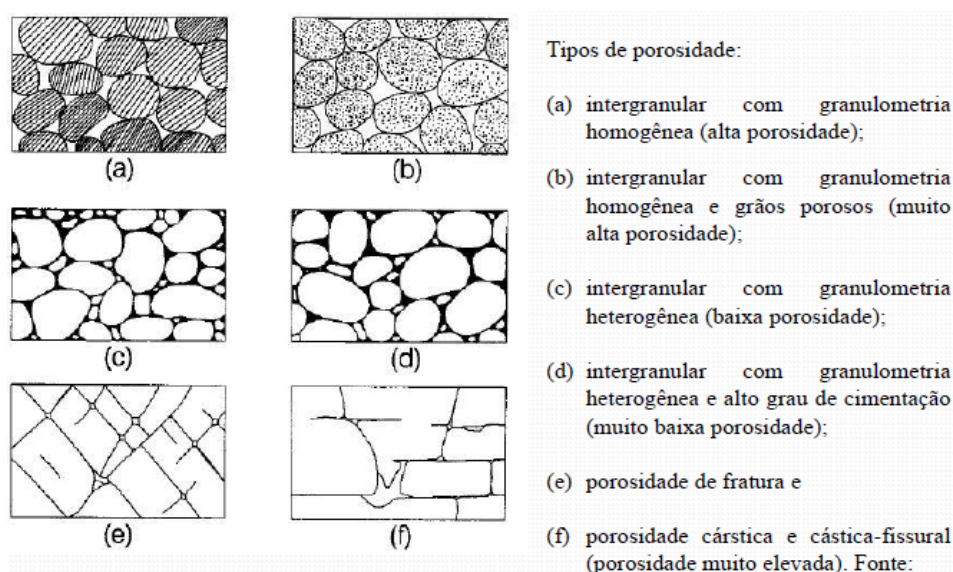 (a)
(b)
(c)
(d)
(e)
(f)
Tipos de porosidade:
(a) intergranular com granulometria
homogênea (alta porosidade);
(b) intergranular com granulometria
homogênea e grãos porosos (muito
alta porosidade);
(c) intergranular com granulometria
heterogênea (baixa porosidade);
(d) intergranular com granulometria
heterogênea e alto grau de cimentação
(muito baixa porosidade);
(e) porosidade de fratura e
(f) porosidade cárstica e cástica-fissural
(porosidade muito elevada). Fonte: